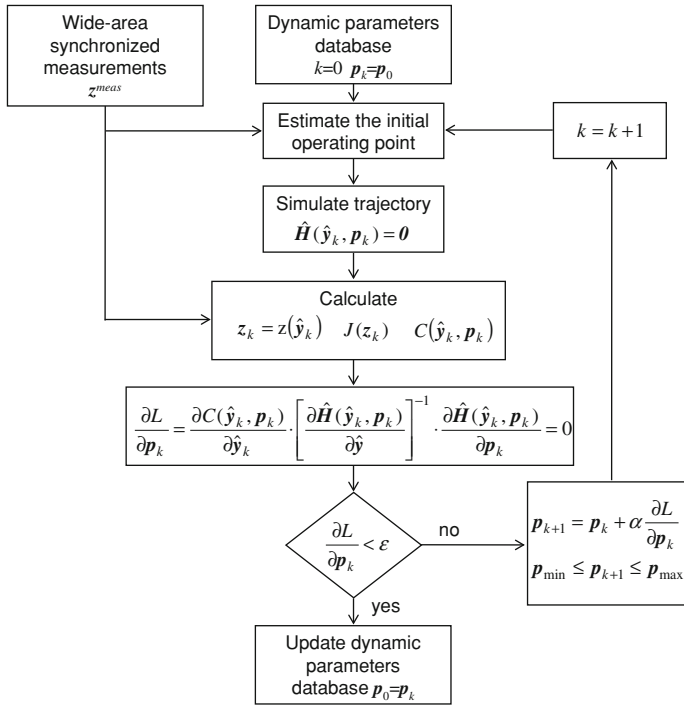 Wide-area
synchronized
measurements
z^meas
Dynamic parameters
database
k=0 p_k=p_0
Estimate the initial
operating point
k = k+1
Simulate trajectory
Ĥ(ŷ_k, p_k) = 0
Calculate
z_k = z(ŷ_k) J(z_k) C(ŷ_k, p_k)
∂L/∂p_k = ∂C(ŷ_k, p_k)/∂ŷ_k · [∂Ĥ(ŷ_k, p_k)/∂ŷ]^−1 · ∂Ĥ(ŷ_k, p_k)/∂p_k = 0
∂L/∂p_k < ε
no
p_k+1 = p_k + α ∂L/∂p_k
p_min ≤ p_k+1 ≤ p_max
yes
Update dynamic
parameters
database p_0=p_k